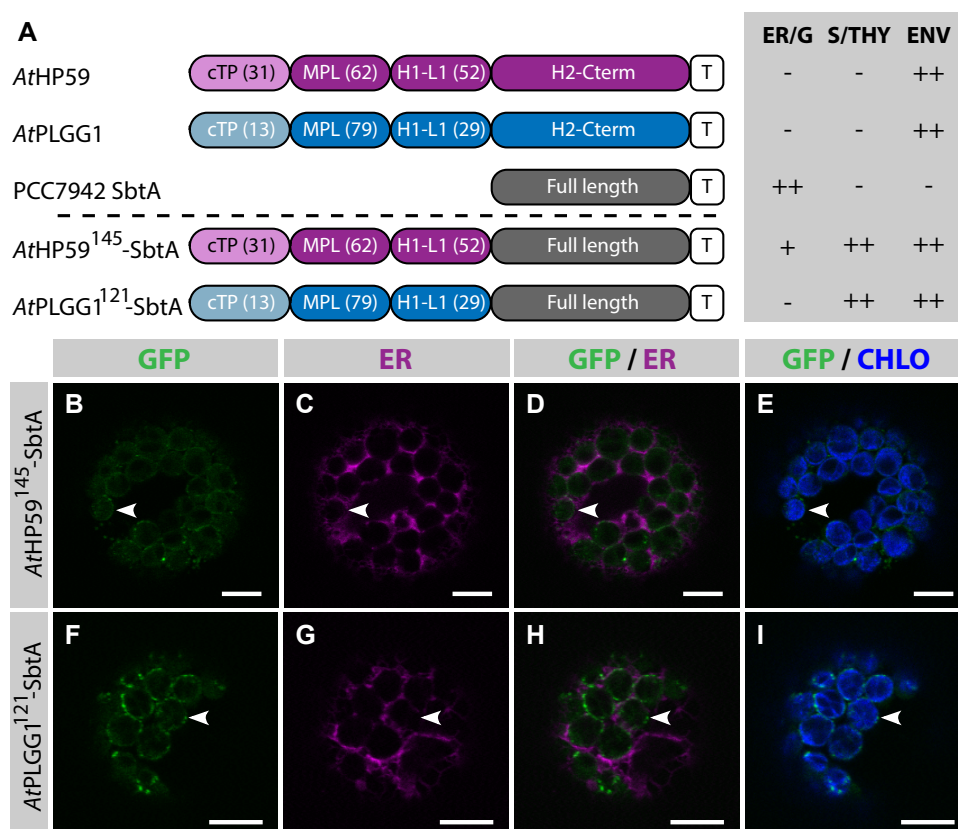 A
ER/G S/THY ENV
AtHP59 cTP (31) MPL (62) H1-L1 (52) H2-Cterm T - - ++
AtPLGG1 cTP (13) MPL (79) H1-L1 (29) H2-Cterm T - - ++
PCC7942 SbtA Full length T ++ - -
AtHP59145-SbtA cTP (31) MPL (62) H1-L1 (52) Full length T + ++ ++
AtPLGG1121-SbtA cTP (13) MPL (79) H1-L1 (29) Full length T - ++ ++
GFP ER GFP / ER GFP / CHLO
AtHP59145-SbtA
B C D E
AtPLGG1121-SbtA
F G H I